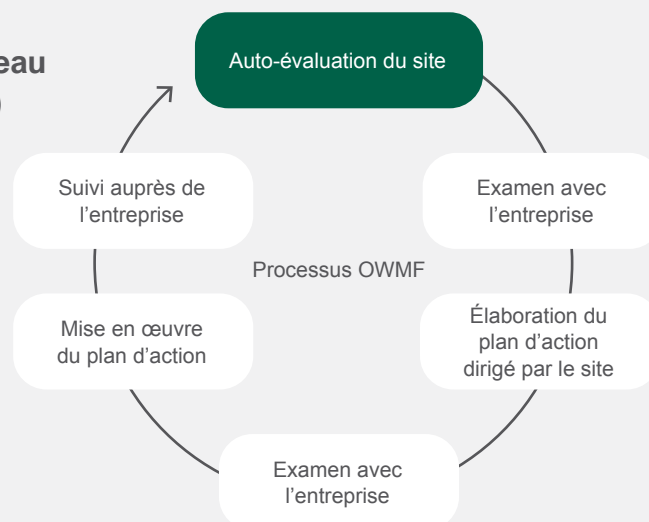 eau
)
Auto-évaluation du site
Examen avec
l'entreprise
Élaboration du
plan d'action
dirigé par le site
Examen avec
l'entreprise
Mise en œuvre
du plan d'action
Suivi auprès de
l'entreprise
Processus OWMF